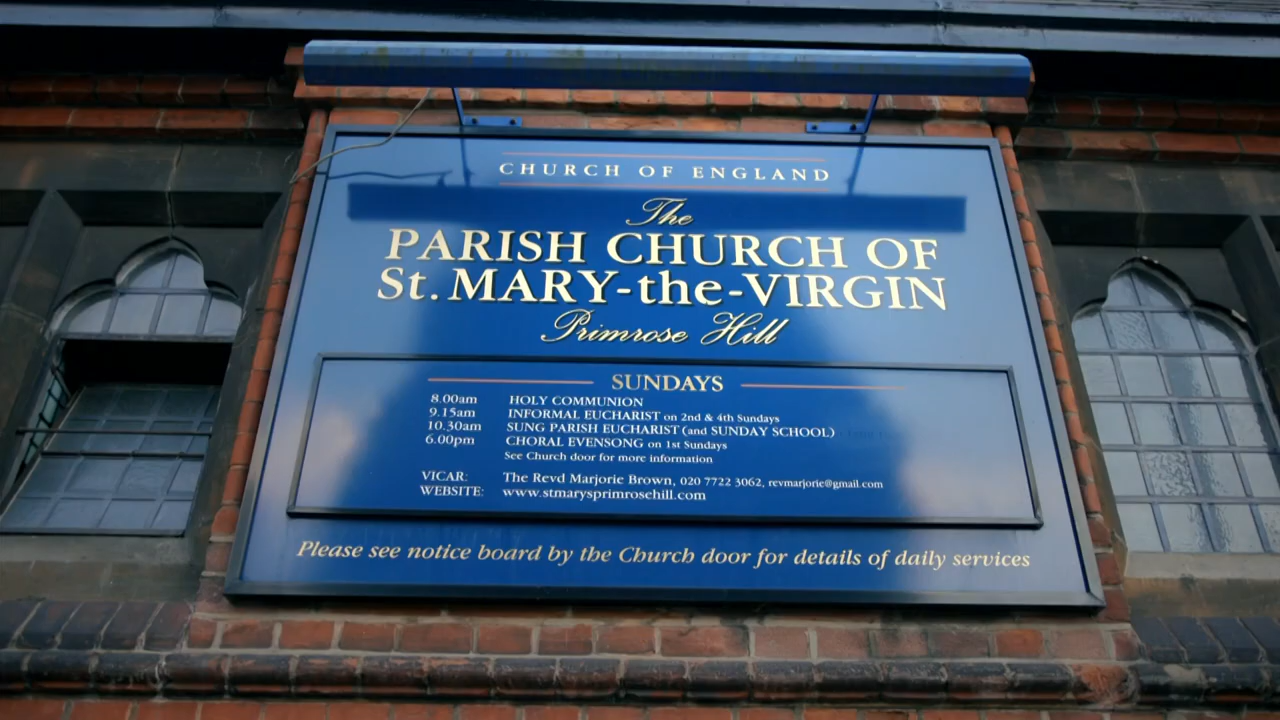 CHURCH OF ENGLAND
The
PARISH CHURCH OF
St. MARY-the-VIRGIN
Primrose Hill
SUNDAYS
8.00am HOLY COMMUNION
9.15am INFORMAL EUCHARIST on 2nd & 4th Sundays
10.30am SUNG PARISH EUCHARIST (and SUNDAY SCHOOL)
6.00pm CHORAL EVENSONG on 1st Sundays
See Church door for more information
VICAR: The Revd Marjorie Brown, 020 7722 3062, revmarjorie@gmail.com
WEBSITE: www.stmarysprimrosehill.com
Please see notice board by the Church door for details of daily services